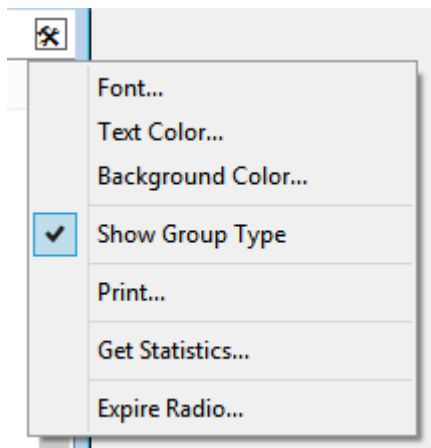 Font...
Text Color...
Background Color...
Show Group Type
Print...
Get Statistics...
Expire Radio...